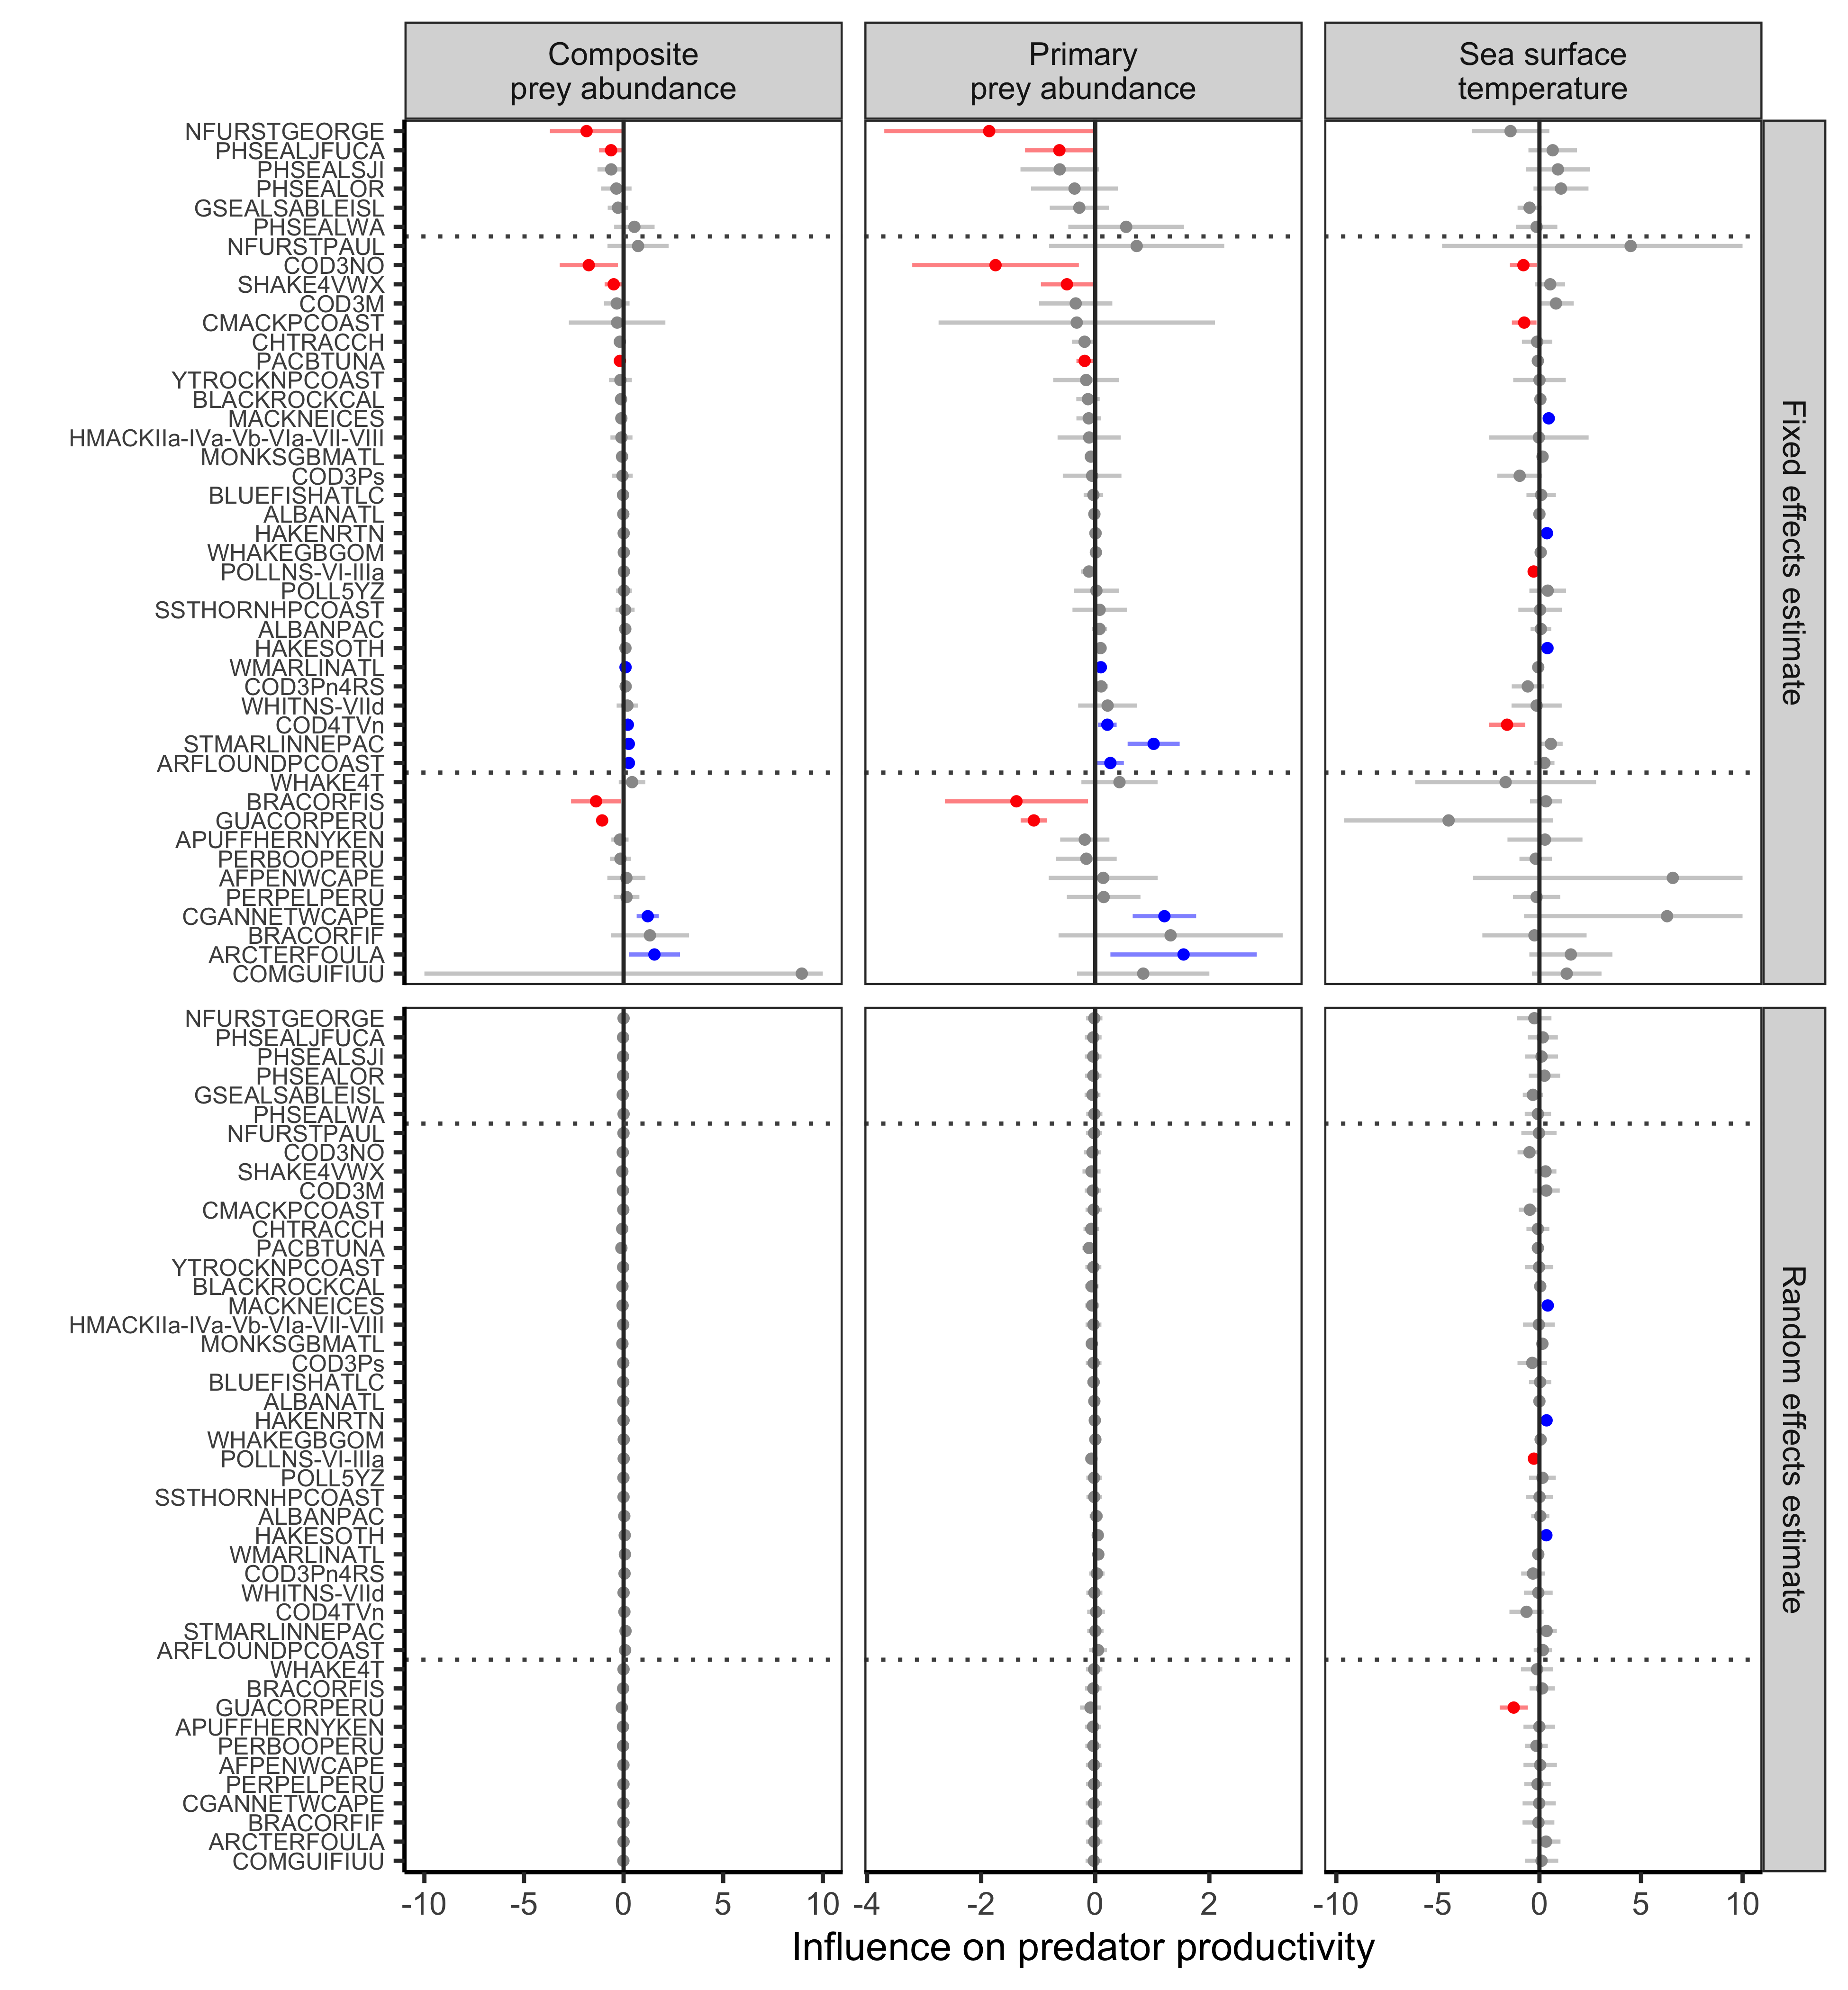 Composite
prey abundance
Primary
prey abundance
Sea surface
temperature
NFURSTGEORGE
PHSEALJFUCA
PHSEALSJI
PHSEALOR
GSEALSABLEISL
PHSEALWA
NFURSTPAUL
COD3NO
SHAKE4VWX
COD3M
CMACKPCOAST
CHTRACCH
PACBTUNA
YTROCKNPCOAST
BLACKROCKCAL
MACKNEICES
HMACKIIa-IVa-Vb-VIa-VII-VIII
MONKSGBMATL
COD3Ps
BLUEFISHATLC
ALBANATL
HAKENRTN
WHAKEGBGOM
POLLNS-VI-IIIa
POLL5YZ
SSTHORNHPCOAST
ALBANPAC
HAKESOTH
WMARLINATL
COD3Pn4RS
WHITNS-VIId
COD4TVn
STMARLINNEPAC
ARFLOUNDPCOAST
WHAKE4T
BRACORFIS
GUACORPERU
APUFFHERNYKEN
PERBOOPERU
AFPENWCAPE
PERPELPERU
CGANNETWCAPE
BRACORFIF
ARCTERFOULA
COMGUIFIUU
Fixed effects estimate
NFURSTGEORGE
PHSEALJFUCA
PHSEALSJI
PHSEALOR
GSEALSABLEISL
PHSEALWA
NFURSTPAUL
COD3NO
SHAKE4VWX
COD3M
CMACKPCOAST
CHTRACCH
PACBTUNA
YTROCKNPCOAST
BLACKROCKCAL
MACKNEICES
HMACKIIa-IVa-Vb-VIa-VII-VIII
MONKSGBMATL
COD3Ps
BLUEFISHATLC
ALBANATL
HAKENRTN
WHAKEGBGOM
POLLNS-VI-IIIa
POLL5YZ
SSTHORNHPCOAST
ALBANPAC
HAKESOTH
WMARLINATL
COD3Pn4RS
WHITNS-VIId
COD4TVn
STMARLINNEPAC
ARFLOUNDPCOAST
WHAKE4T
BRACORFIS
GUACORPERU
APUFFHERNYKEN
PERBOOPERU
AFPENWCAPE
PERPELPERU
CGANNETWCAPE
BRACORFIF
ARCTERFOULA
COMGUIFIUU
Random effects estimate
-10 -5 0 5 10
-4 -2 0 2
-10 -5 0 5 10
Influence on predator productivity